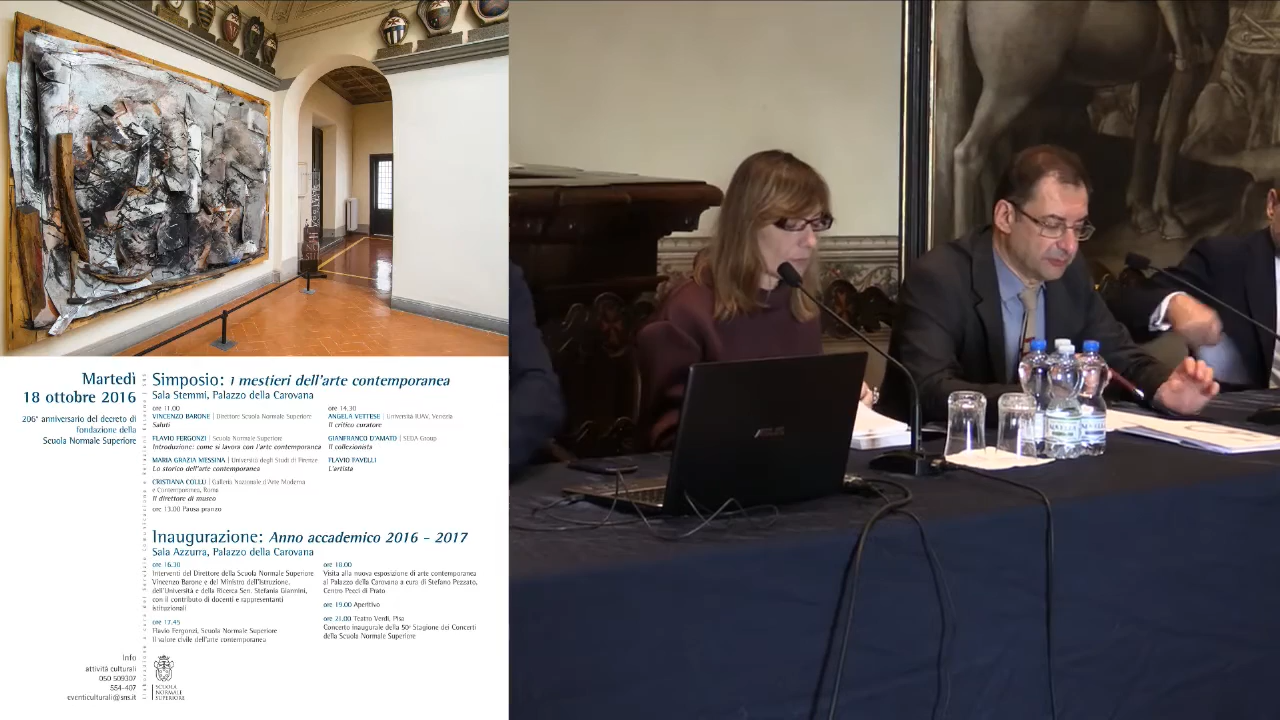 Martedì
18 ottobre 2016
206° anniversario del decreto di
fondazione della
Scuola Normale Superiore
Simposio: I mestieri dell'arte contemporanea
Sala Stemmi, Palazzo della Carovana
ore 11.00
VINCENZO BARONE | Direttore Scuola Normale Superiore
Saluti
FLAVIO FERGONZI | Scuola Normale Superiore
Introduzione: come si lavora con l'arte contemporanea
MARIA GRAZIA MESSINA | Università degli Studi di Firenze
Lo storico dell'arte contemporanea
CRISTIANA COLLU | Galleria Nazionale d'Arte Moderna
e Contemporanea, Roma
Il direttore di museo
ore 13.00 Pausa pranzo
ore 14.30
ANGELA VETTESE | Università IUAV, Venezia
Il critico curatore
GIANFRANCO D'AMATO | SEDA Group
Il collezionista
FLAVIO FAVELLI
L'artista
Inaugurazione: Anno accademico 2016 – 2017
Sala Azzurra, Palazzo della Carovana
ore 16.30
Interventi del Direttore della Scuola Normale Superiore
Vincenzo Barone e del Ministro dell'Istruzione,
dell'Università e della Ricerca Sen. Stefania Giannini,
con il contributo di docenti e rappresentanti
istituzionali
ore 17.45
Flavio Fergonzi, Scuola Normale Superiore
Il valore civile dell'arte contemporanea
ore 18.00
Visita alla nuova esposizione di arte contemporanea
al Palazzo della Carovana a cura di Stefano Pezzato,
Centro Pecci di Prato
ore 19.00 Aperitivo
ore 21.00 Teatro Verdi, Pisa
Concerto inaugurale della 50ª Stagione dei Concerti
della Scuola Normale Superiore
Info
attività culturali
050 509307
554-407
eventiculturali@sns.it
SCUOLA
NORMALE
SUPERIORE
ASUS